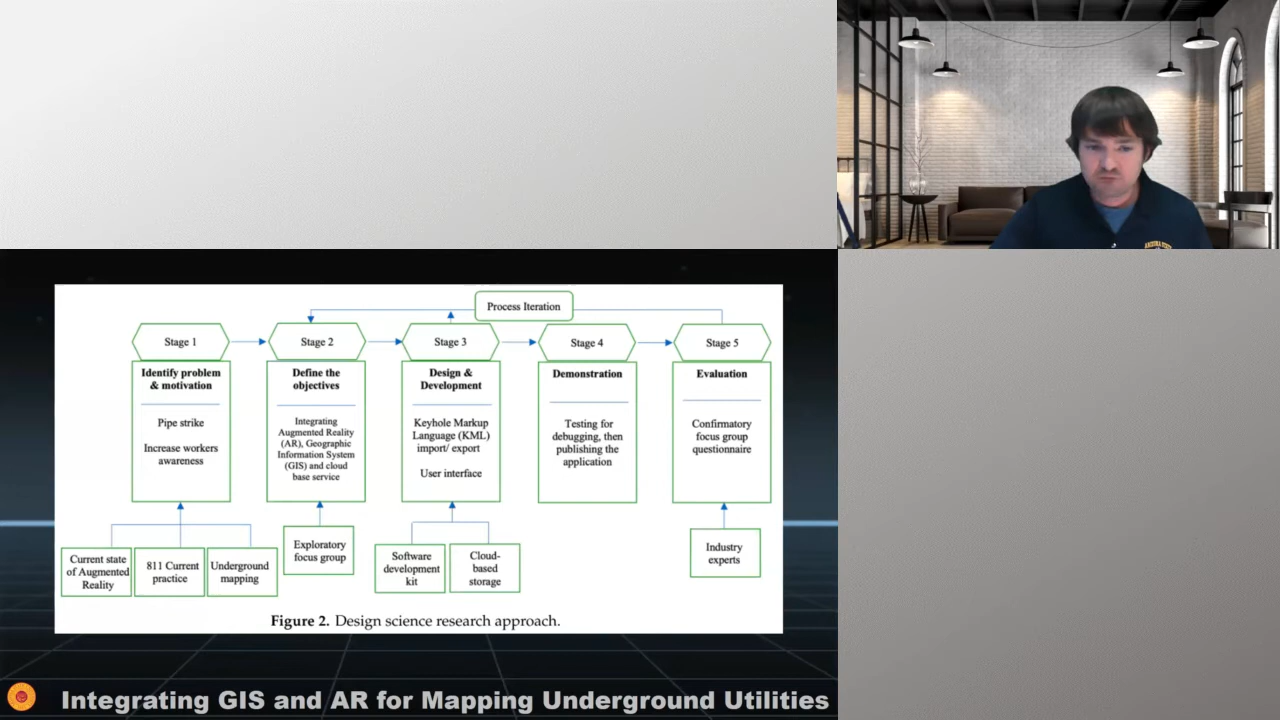 ARIZONA STATE
Process Iteration
Stage 1
Stage 2
Stage 3
Stage 4
Stage 5
Identify problem
& motivation
Pipe strike
Increase workers
awareness
Define the
objectives
Integrating
Augmented Reality
(AR), Geographic
Information System
(GIS) and cloud
base service
Design &
Development
Keyhole Markup
Language (KML)
import/ export
User interface
Demonstration
Testing for
debugging, then
publishing the
application
Evaluation
Confirmatory
focus group
questionnaire
Current state
of Augmented
Reality
811 Current
practice
Underground
mapping
Exploratory
focus group
Software
development
kit
Cloud-
based
storage
Industry
experts
Figure 2. Design science research approach.
Integrating GIS and AR for Mapping Underground Utilities